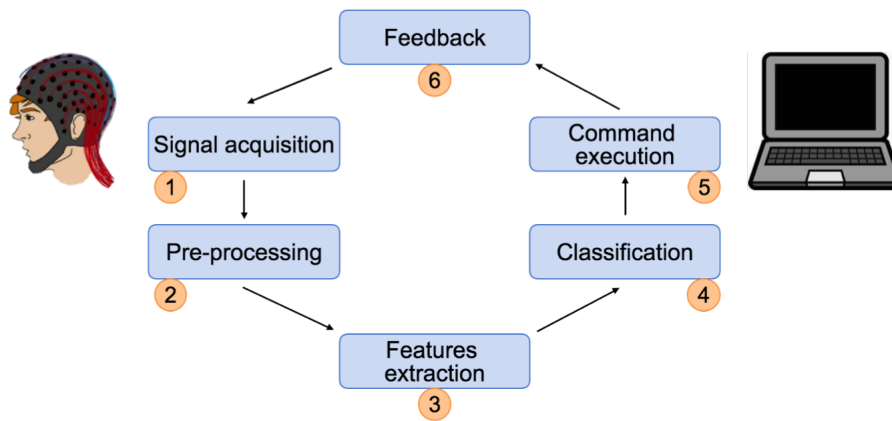 Feedback
6
Signal acquisition
1
Command
execution
5
Pre-processing
2
Classification
4
Features
extraction
3